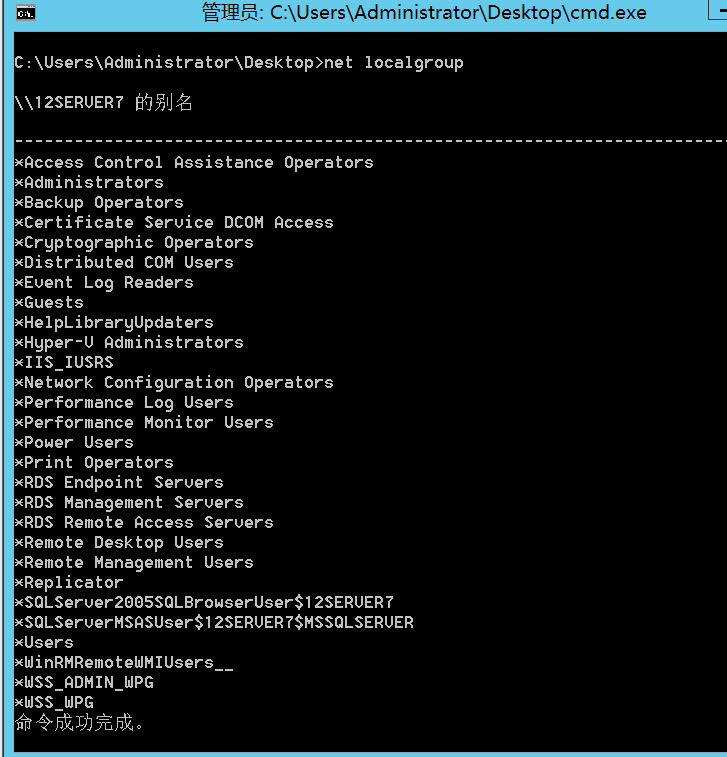 管理员: C:\Users\Administrator\Desktop\cmd.exe
C:\Users\Administrator\Desktop>net localgroup
\\12SERVER7 的别名
-----------------------------------------------------------------------
*Access Control Assistance Operators
*Administrators
*Backup Operators
*Certificate Service DCOM Access
*Cryptographic Operators
*Distributed COM Users
*Event Log Readers
*Guests
*HelpLibraryUpdaters
*Hyper-V Administrators
*IIS_IUSRS
*Network Configuration Operators
*Performance Log Users
*Performance Monitor Users
*Power Users
*Print Operators
*RDS Endpoint Servers
*RDS Management Servers
*RDS Remote Access Servers
*Remote Desktop Users
*Remote Management Users
*Replicator
*SQLServer2005SQLBrowserUser$12SERVER7
*SQLServerMSASUser$12SERVER7$MSSQLSERVER
*Users
*WinRMRemoteWMIUsers__
*WSS_ADMIN_WPG
*WSS_WPG
命令成功完成。